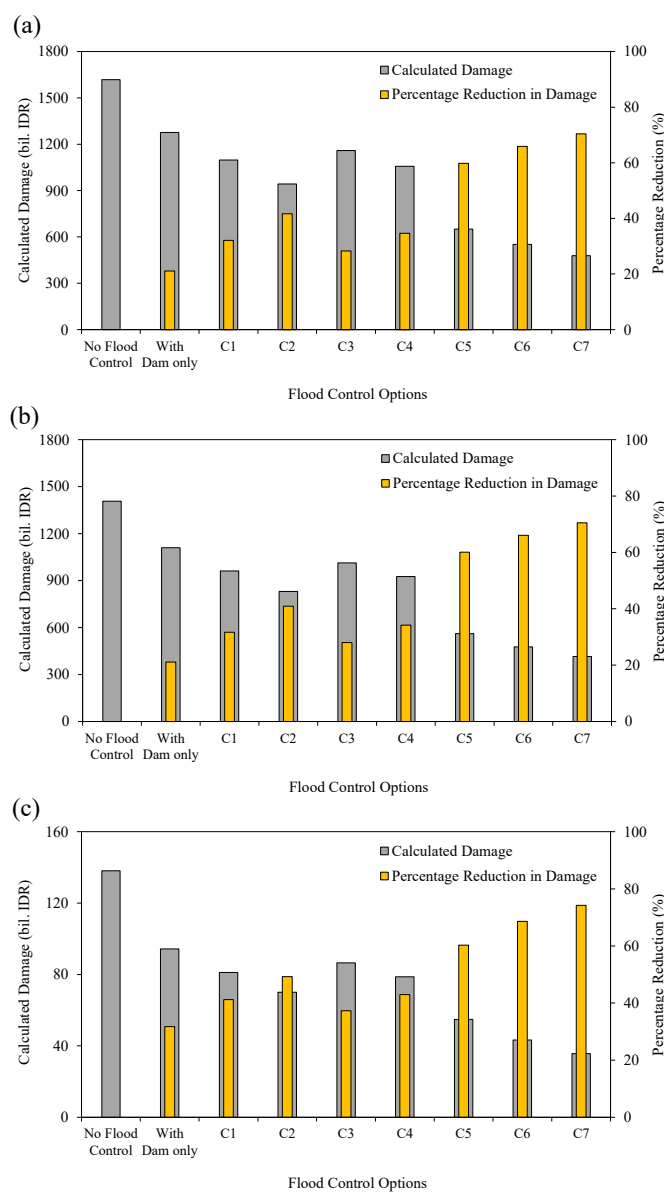 (a)
1800
1500
1200
900
600
300
0
Calculated Damage (bil. IDR)
100
80
60
40
20
0
Percentage Reduction (%)
Calculated Damage
Percentage Reduction in Damage
No Flood Control
With Dam only
C1
C2
C3
C4
C5
C6
C7
Flood Control Options
(b)
1800
1500
1200
900
600
300
0
Calculated Damage (bil. IDR)
100
80
60
40
20
0
Percentage Reduction (%)
Calculated Damage
Percentage Reduction in Damage
No Flood Control
With Dam only
C1
C2
C3
C4
C5
C6
C7
Flood Control Options
(c)
160
120
80
40
0
Calculated Damage (bil. IDR)
100
80
60
40
20
0
Percentage Reduction (%)
Calculated Damage
Percentage Reduction in Damage
No Flood Control
With Dam only
C1
C2
C3
C4
C5
C6
C7
Flood Control Options